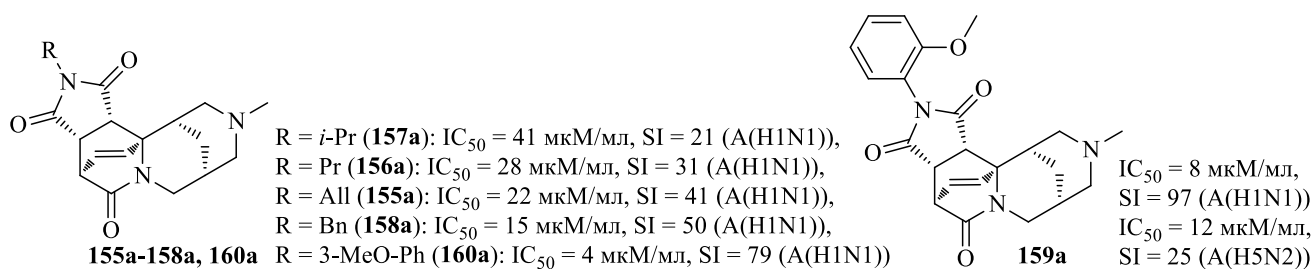 R
N
O
O
N
N
O
155a-158a, 160a
R = i-Pr (157a): IC50 = 41 мкМ/мл, SI = 21 (A(H1N1)),
R = Pr (156a): IC50 = 28 мкМ/мл, SI = 31 (A(H1N1)),
R = All (155a): IC50 = 22 мкМ/мл, SI = 41 (A(H1N1)),
R = Bn (158a): IC50 = 15 мкМ/мл, SI = 50 (A(H1N1)),
R = 3-MeO-Ph (160a): IC50 = 4 мкМ/мл, SI = 79 (A(H1N1))
O
N
O
O
N
N
O
159a
IC50 = 8 мкМ/мл,
SI = 97 (A(H1N1))
IC50 = 12 мкМ/мл,
SI = 25 (A(H5N2))